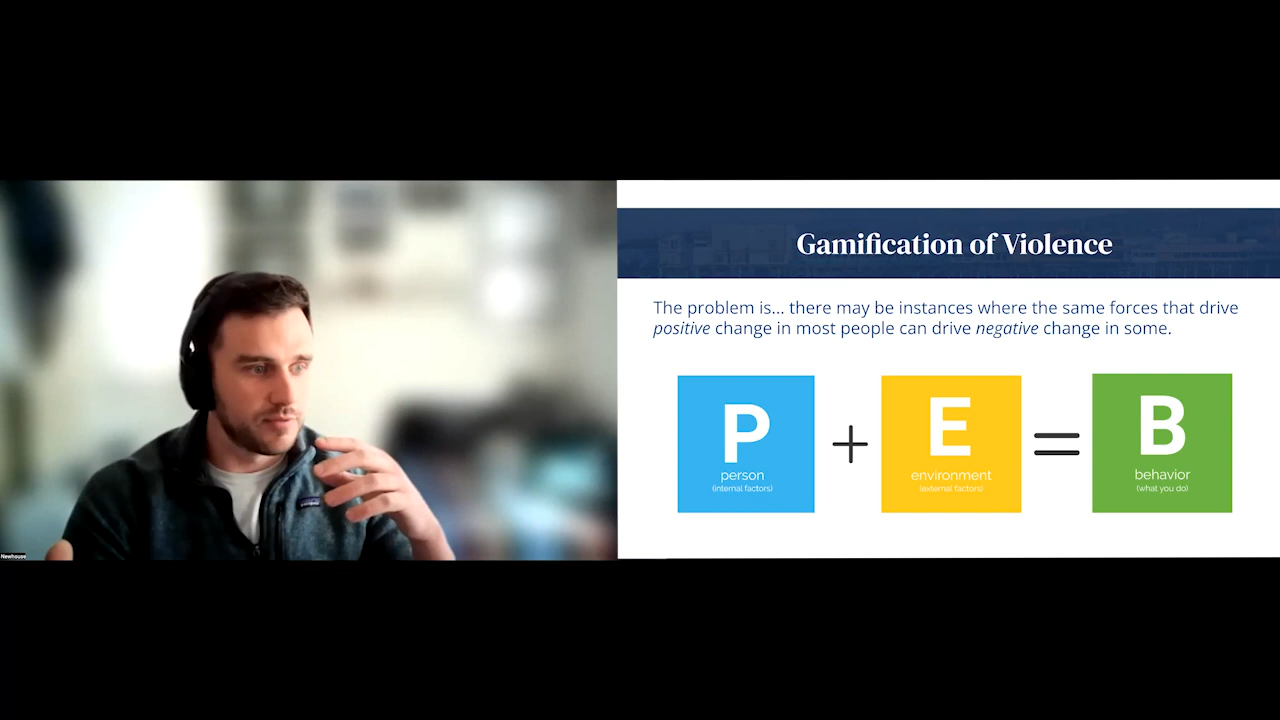 Gamification of Violence
The problem is... there may be instances where the same forces that drive
positive change in most people can drive negative change in some.
P + E = B
person environment behavior
(internal factors) (external factors) (what you do)
patagonia
Newhouse